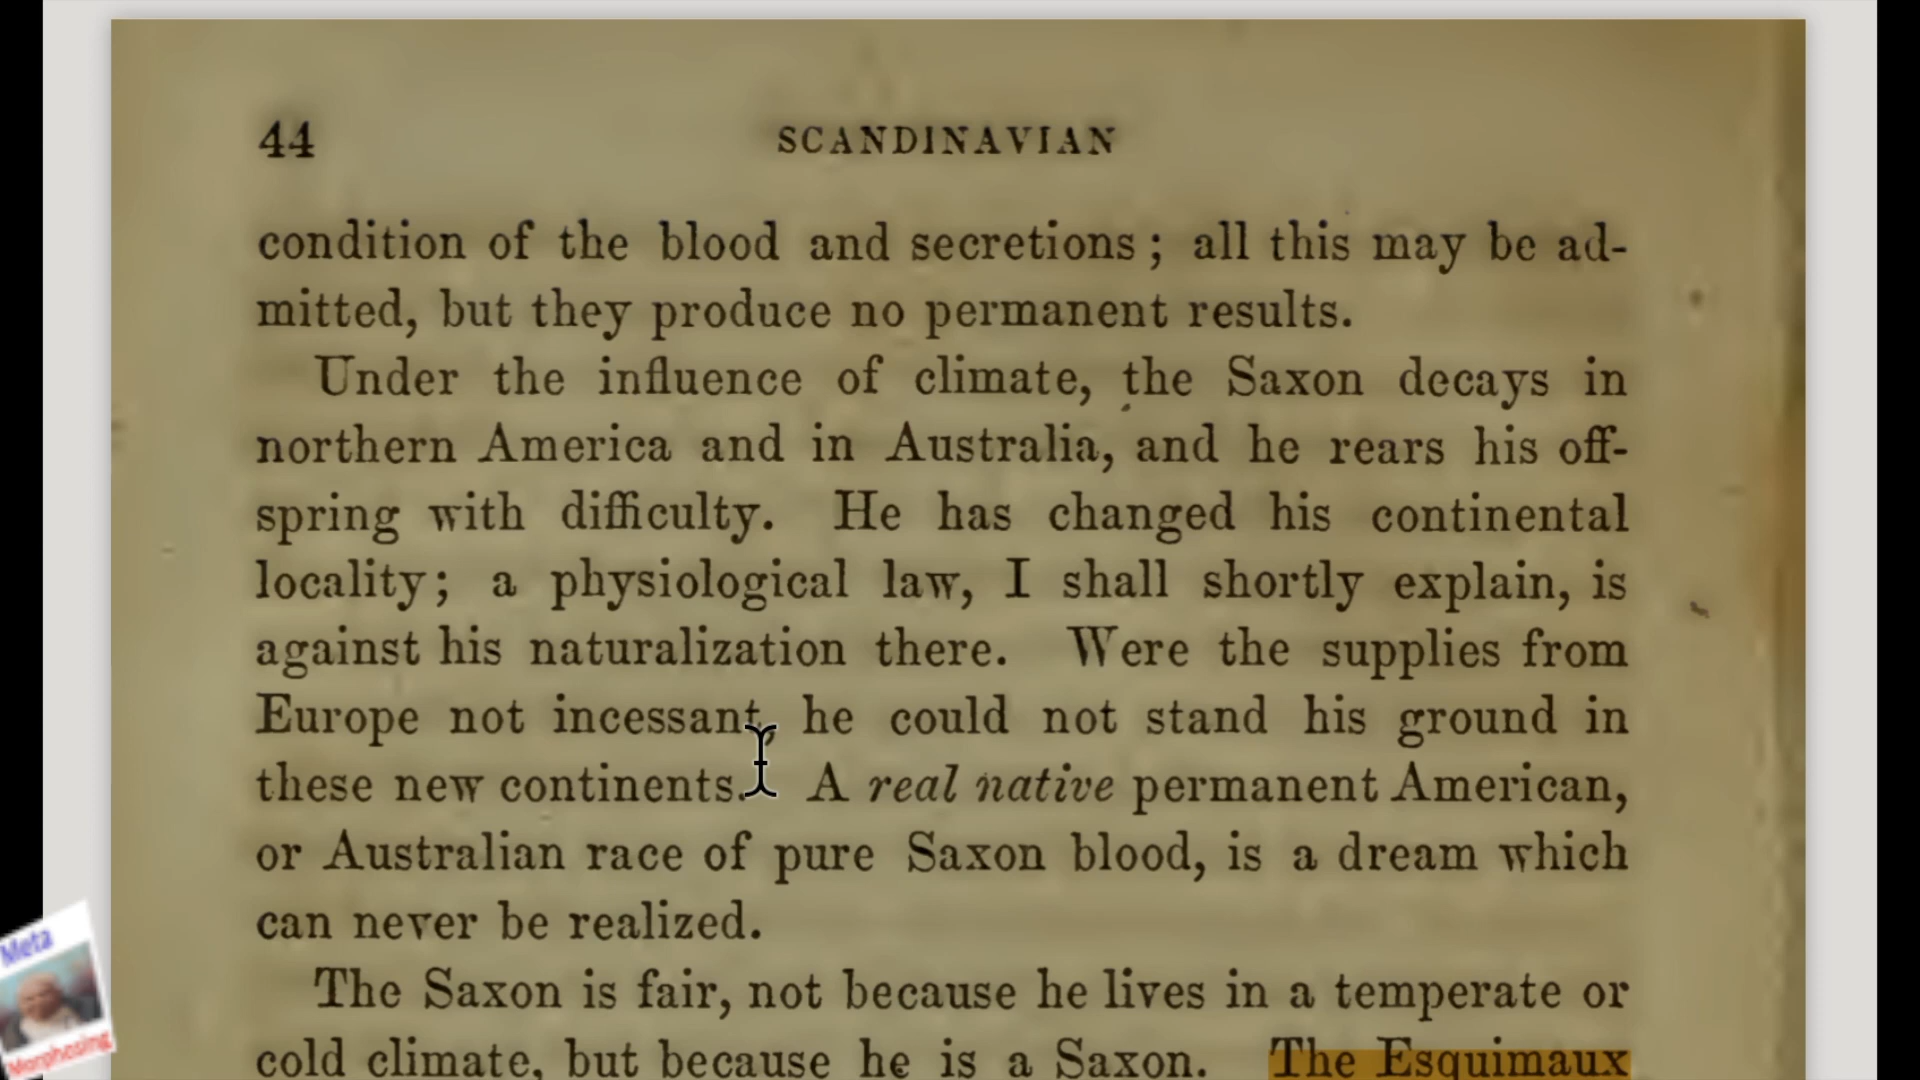 44 SCANDINAVIAN
condition of the blood and secretions; all this may be ad-
mitted, but they produce no permanent results.
Under the influence of climate, the Saxon decays in
northern America and in Australia, and he rears his off-
spring with difficulty. He has changed his continental
locality; a physiological law, I shall shortly explain, is
against his naturalization there. Were the supplies from
Europe not incessant, he could not stand his ground in
these new continents. A real native permanent American,
or Australian race of pure Saxon blood, is a dream which
can never be realized.
The Saxon is fair, not because he lives in a temperate or
cold climate, but because he is a Saxon. The Esquimaux
Meta
Morphosing